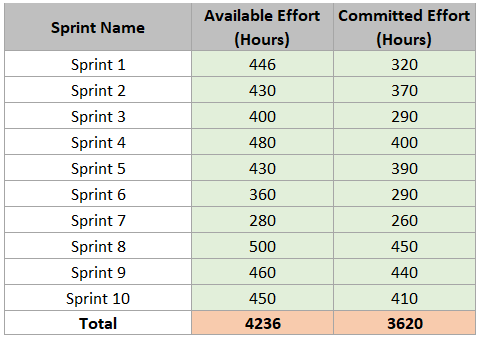 Sprint Name Available Effort (Hours) Committed Effort (Hours)
Sprint 1 446 320
Sprint 2 430 370
Sprint 3 400 290
Sprint 4 480 400
Sprint 5 430 390
Sprint 6 360 290
Sprint 7 280 260
Sprint 8 500 450
Sprint 9 460 440
Sprint 10 450 410
Total 4236 3620